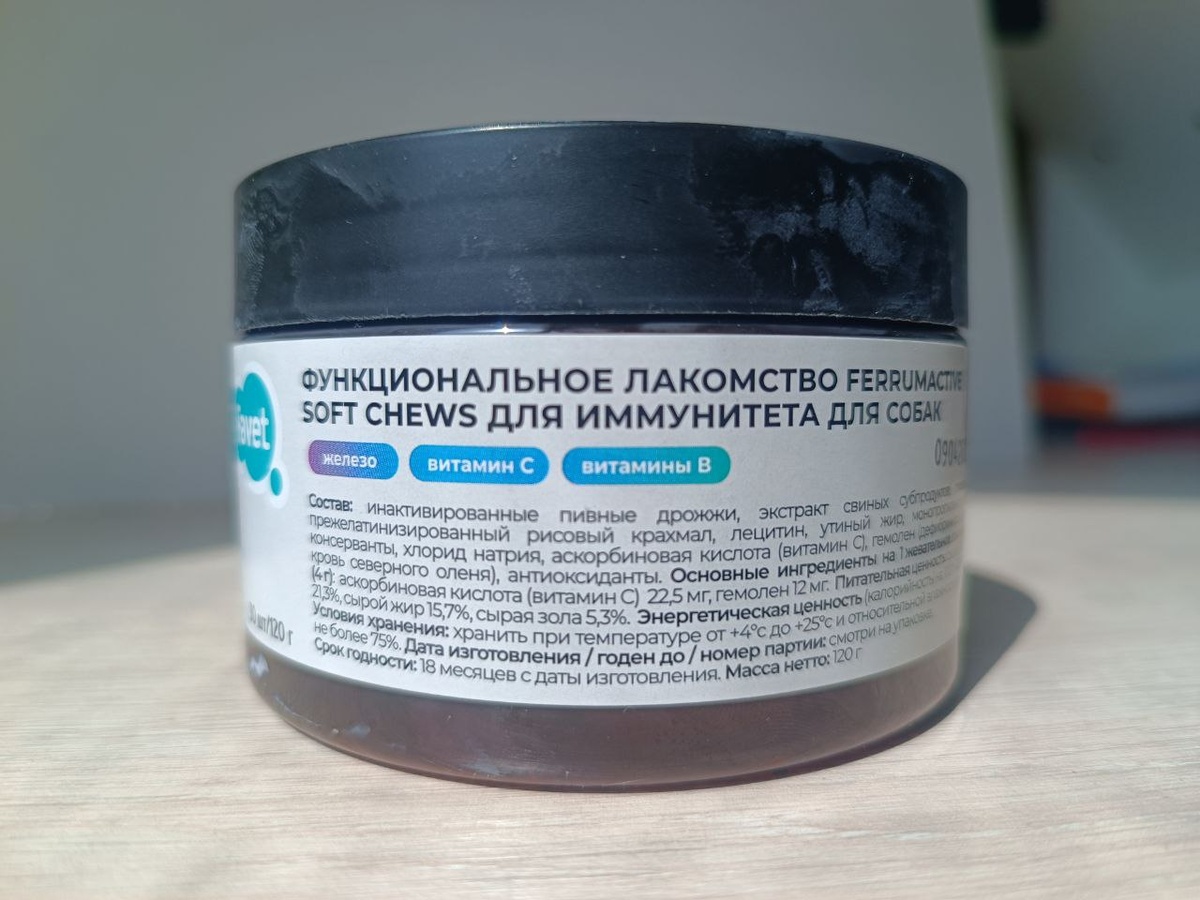 ФУНКЦИОНАЛЬНОЕ ЛАКОМСТВО FERRUMACTIVE
SOFT CHEWS ДЛЯ ИММУНИТЕТА ДЛЯ СОБАК
avet
железо витамин C витамины B
Состав: инактивированные пивные дрожжи, экстракт свиных субпродуктов,
прежелатинизированный рисовый крахмал, лецитин, утиный жир,
консерванты, хлорид натрия, аскорбиновая кислота (витамин C), гемолен
кровь северного оленя), антиоксиданты. Основные ингредиенты на 1
(4 г): аскорбиновая кислота (витамин C) 22,5 мг, гемолен 12 мг. Питательная ценность:
21,3%, сырой жир 15,7%, сырая зола 5,3%. Энергетическая ценность (калорийность
Условия хранения: хранить при температуре от +4°C до +25°C и относительной
не более 75%. Дата изготовления / годен до / номер партии: смотри на упаковке.
Срок годности: 18 месяцев с даты изготовления. Масса нетто: 120 г
30 шт/120 г